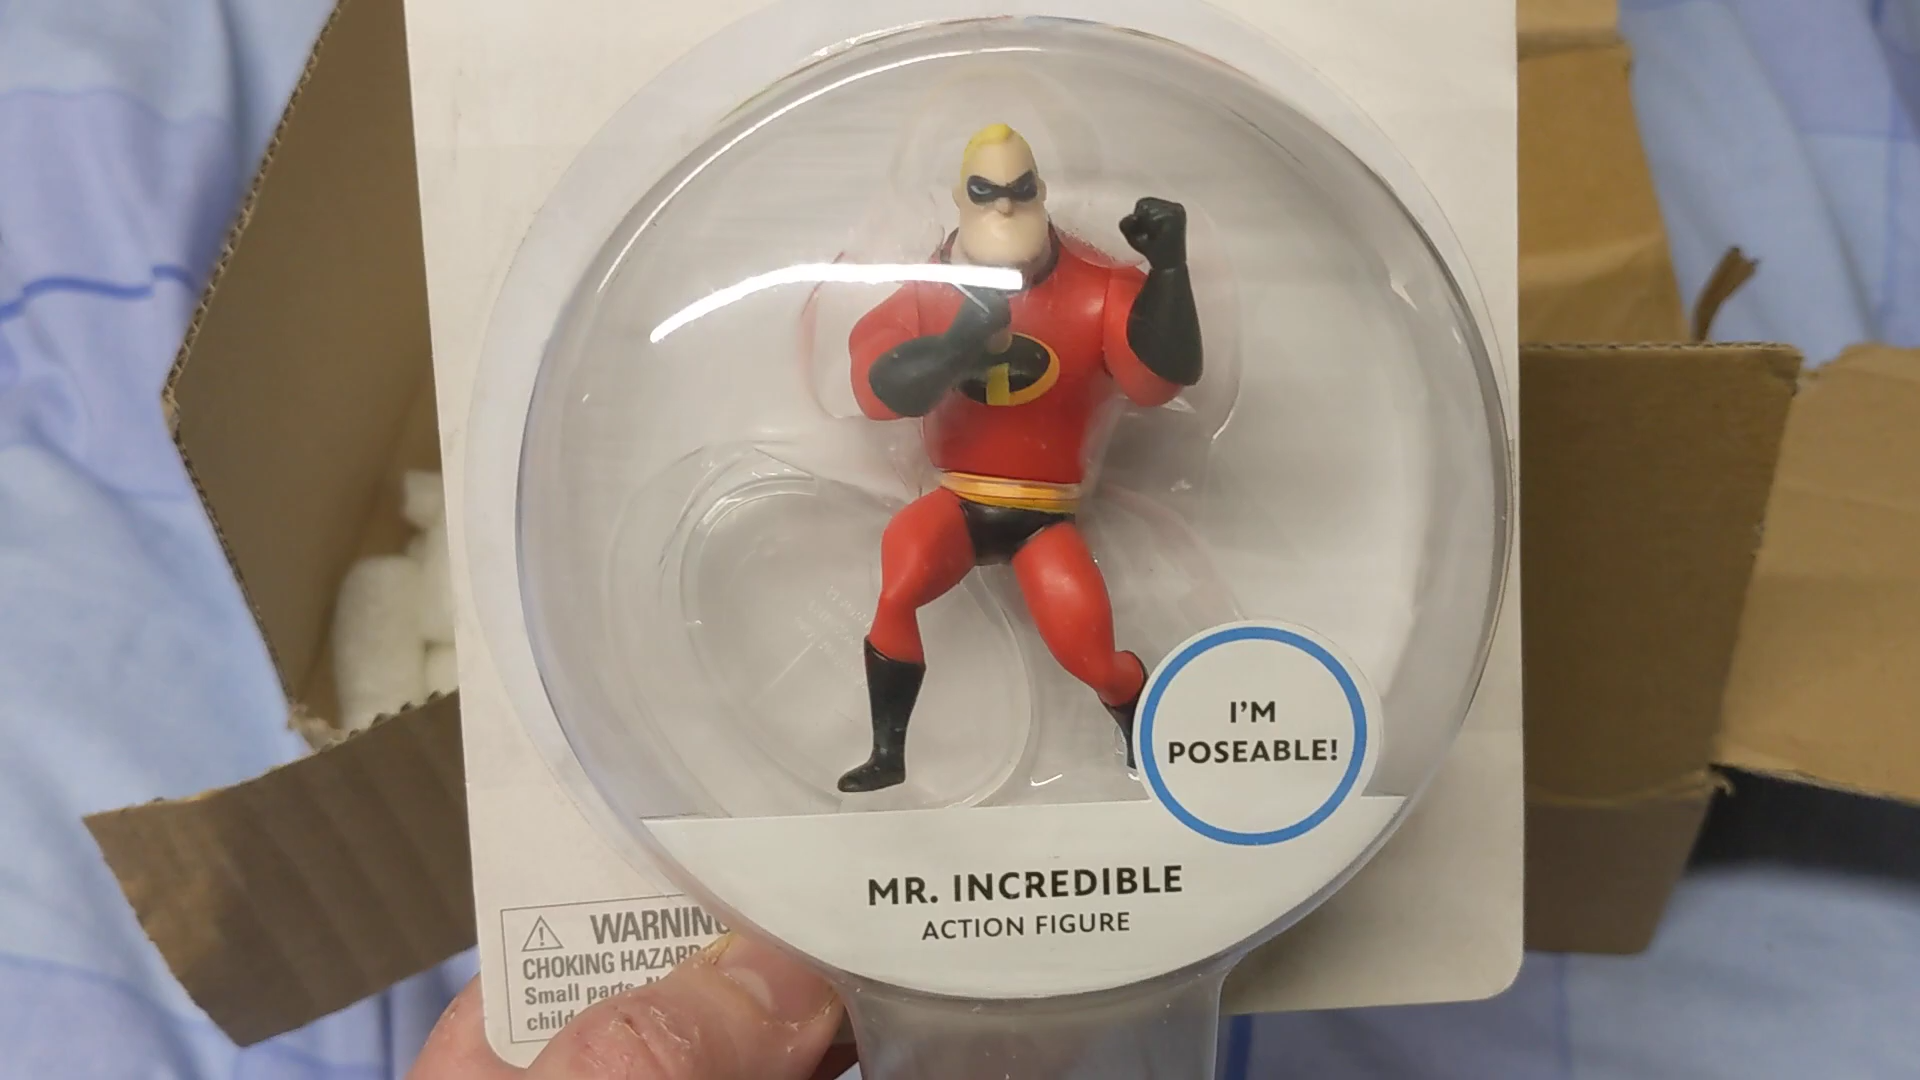 I'M
POSEABLE!
MR. INCREDIBLE
ACTION FIGURE
WARNING
CHOKING HAZARD
Small parts.